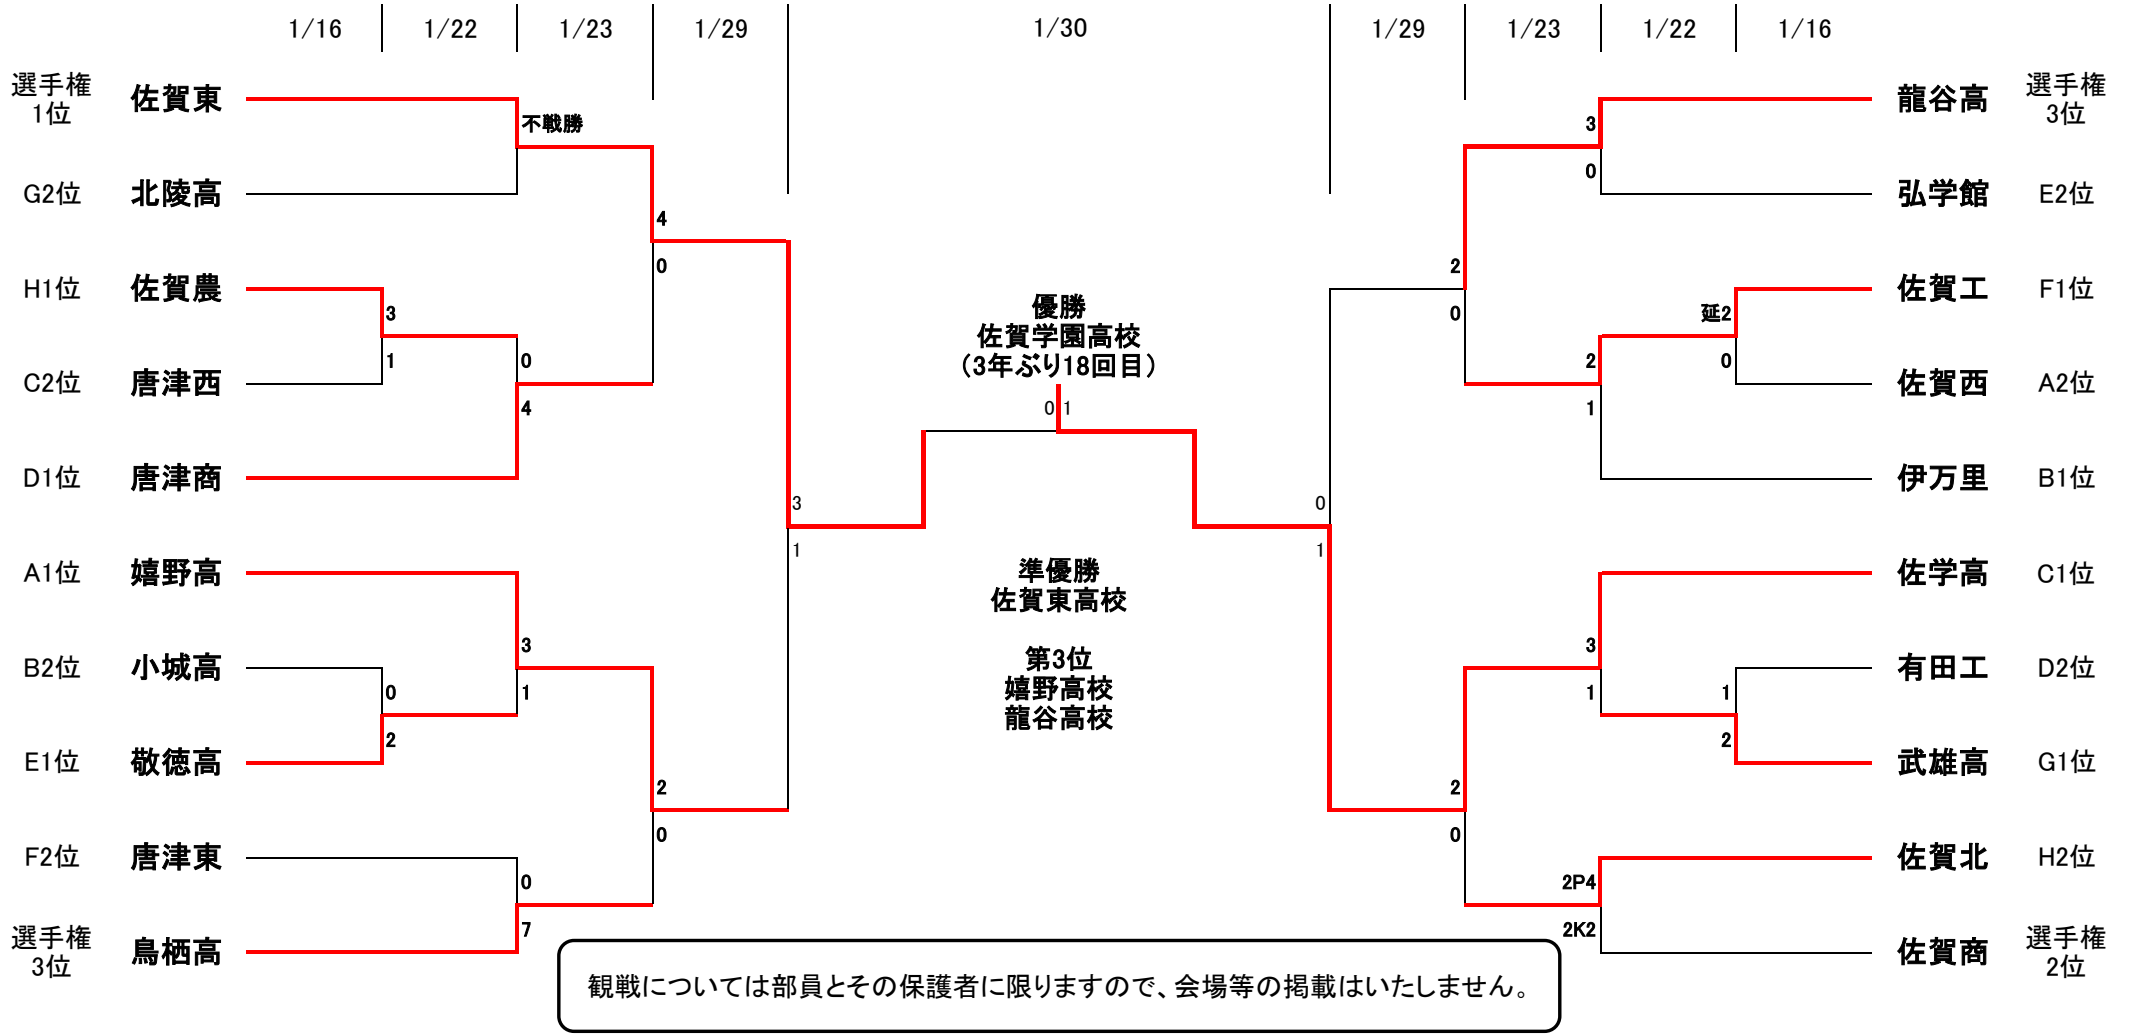 1/16 1/22 1/23 1/29 1/30 1/29 1/23 1/22 1/16
選手権
1位
佐賀東
不戦勝
G2位 北陵高
4
0
H1位 佐賀農
3
1
C2位 唐津西
0
4
D1位 唐津商
3
1
A1位 嬉野高
3
1
B2位 小城高
0
2
E1位 敬徳高
2
0
F2位 唐津東
0
7
選手権
3位
鳥栖高
優勝
佐賀学園高校
(3年ぶり18回目)
0 1
準優勝
佐賀東高校
第3位
嬉野高校
龍谷高校
龍谷高
選手権
3位
3
0
弘学館 E2位
2
0
佐賀工 F1位
延2
0
佐賀西 A2位
2
1
伊万里 B1位
0
1
佐学高 C1位
3
1
有田工 D2位
1
2
武雄高 G1位
2
0
佐賀北 H2位
2P4
2K2
佐賀商
選手権
2位
観戦については部員とその保護者に限りますので、会場等の掲載はいたしません。